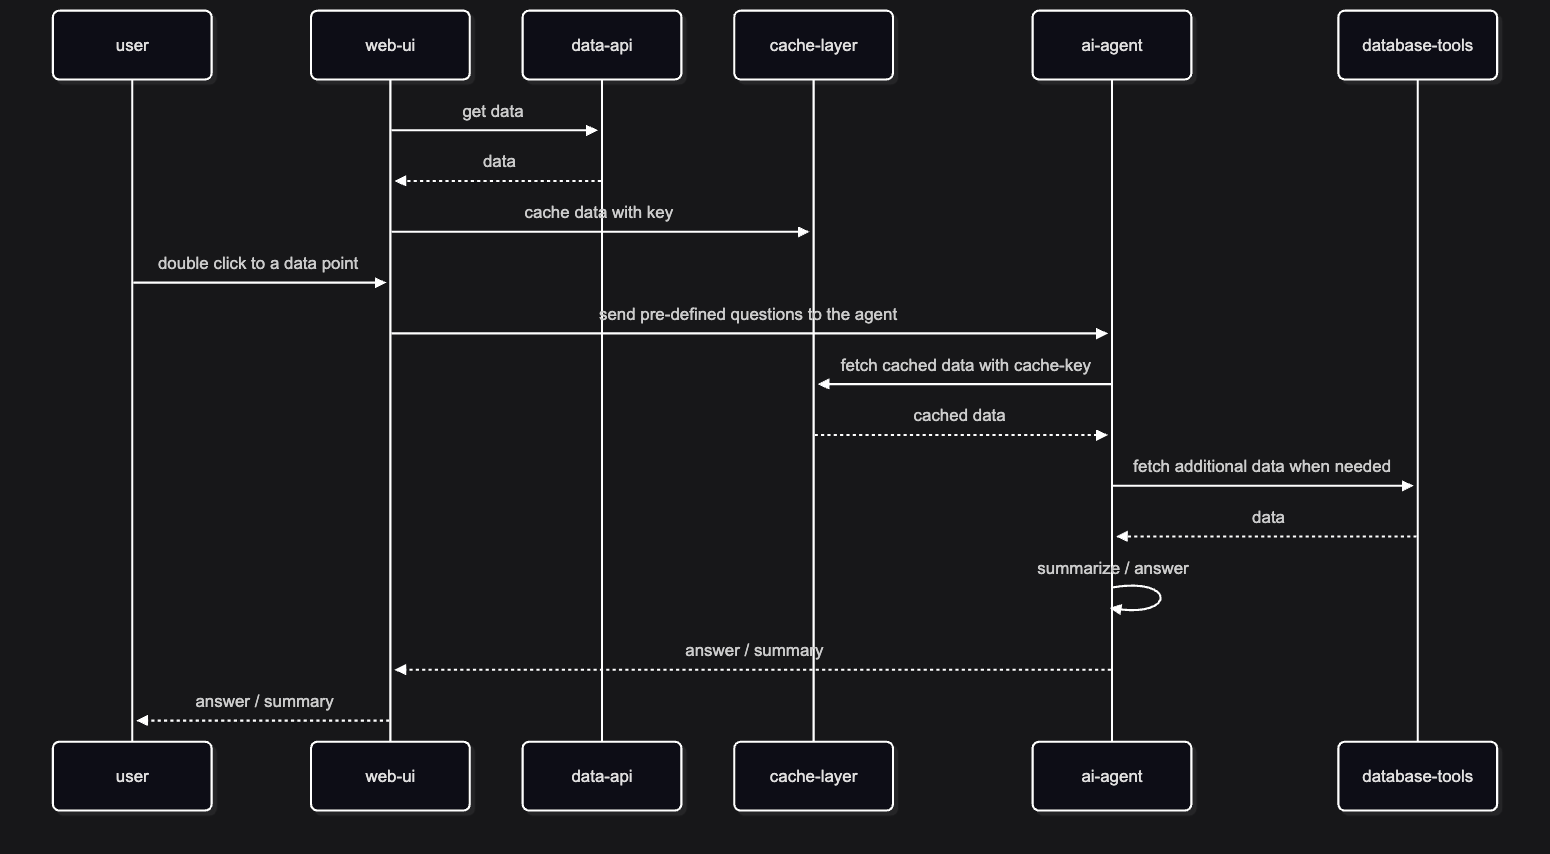 user
web-ui
data-api
cache-layer
ai-agent
database-tools
get data
data
cache data with key
double click to a data point
send pre-defined questions to the agent
fetch cached data with cache-key
cached data
fetch additional data when needed
data
summarize / answer
answer / summary
answer / summary
user
web-ui
data-api
cache-layer
ai-agent
database-tools